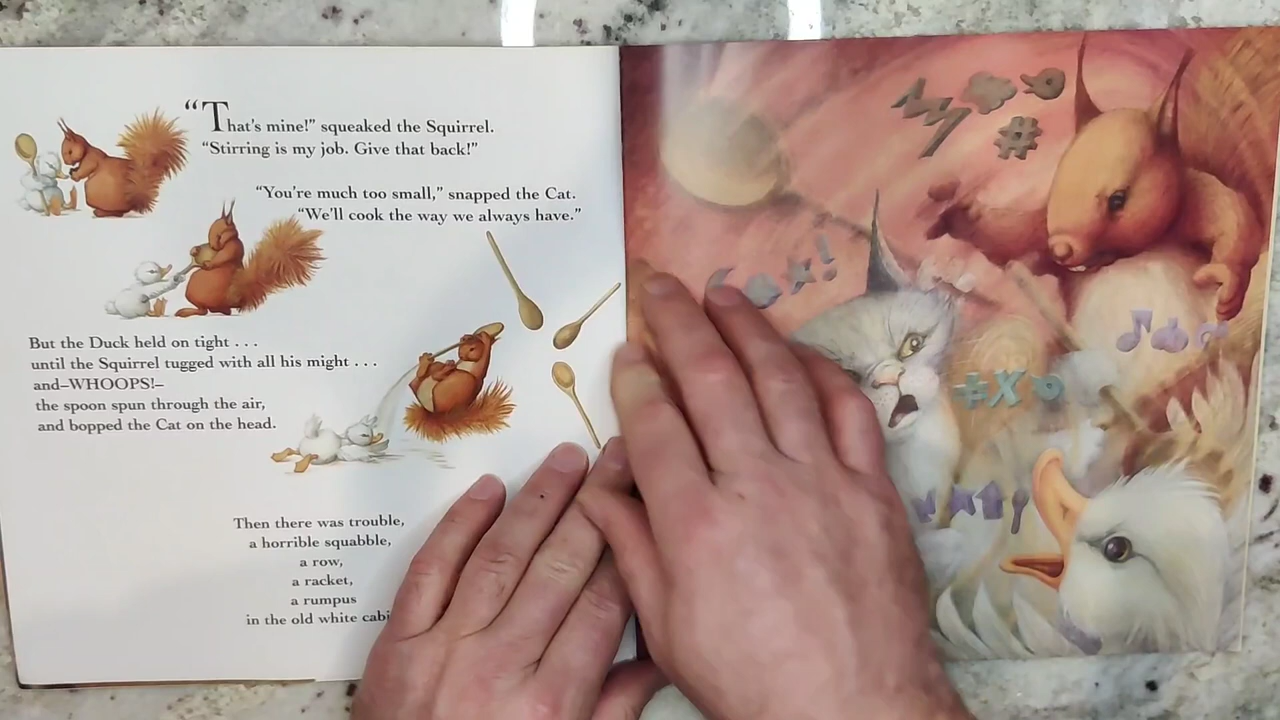 “That's mine!” squeaked the Squirrel.
“Stirring is my job. Give that back!”
“You're much too small,” snapped the Cat.
“We'll cook the way we always have.”
But the Duck held on tight . . .
until the Squirrel tugged with all his might . . .
and–WHOOPS!–
the spoon spun through the air,
and bopped the Cat on the head.
Then there was trouble,
a horrible squabble,
a row,
a racket,
a rumpus
in the old white